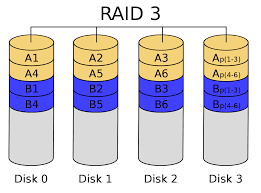 RAID 3
A1 A2 A3 Ap(1-3)
A4 A5 A6 Ap(4-6)
B1 B2 B3 Bp(1-3)
B4 B5 B6 Bp(4-6)
Disk 0 Disk 1 Disk 2 Disk 3